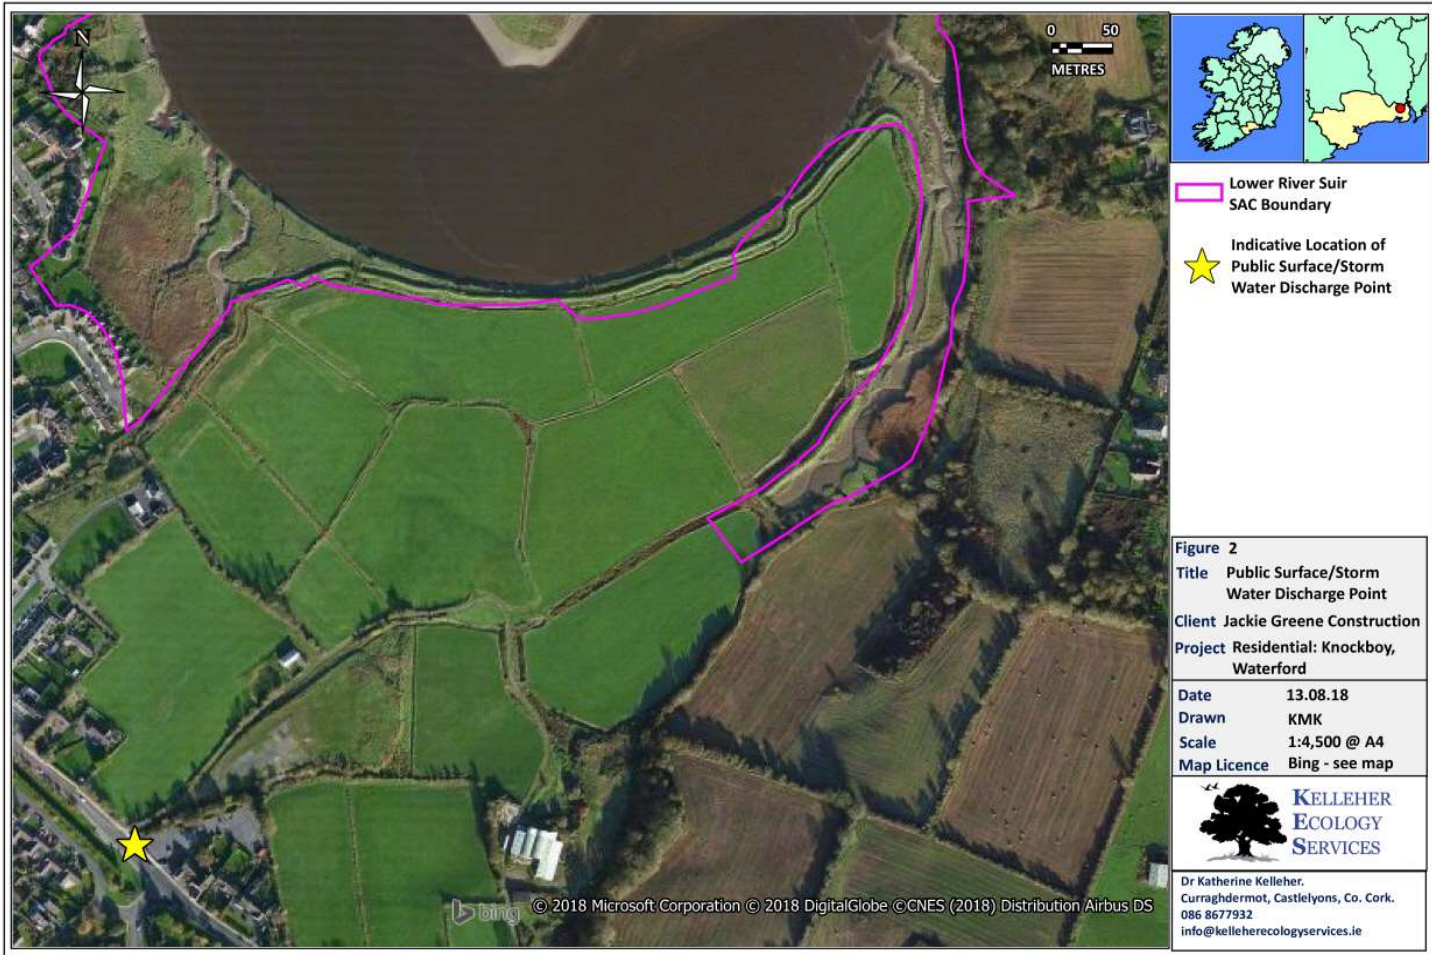 N
0 50
METRES
bing © 2018 Microsoft Corporation © 2018 DigitalGlobe ©CNES (2018) Distribution Airbus DS
Lower River Suir
SAC Boundary
Indicative Location of
Public Surface/Storm
Water Discharge Point
Figure 2
Title Public Surface/Storm
Water Discharge Point
Client Jackie Greene Construction
Project Residential: Knockboy,
Waterford
Date 13.08.18
Drawn KMK
Scale 1:4,500 @ A4
Map Licence Bing - see map
KELLEHER
ECOLOGY
SERVICES
Dr Katherine Kelleher.
Curraghdermot, Castlelyons, Co. Cork.
086 8677932
info@kelleherecologyservices.ie